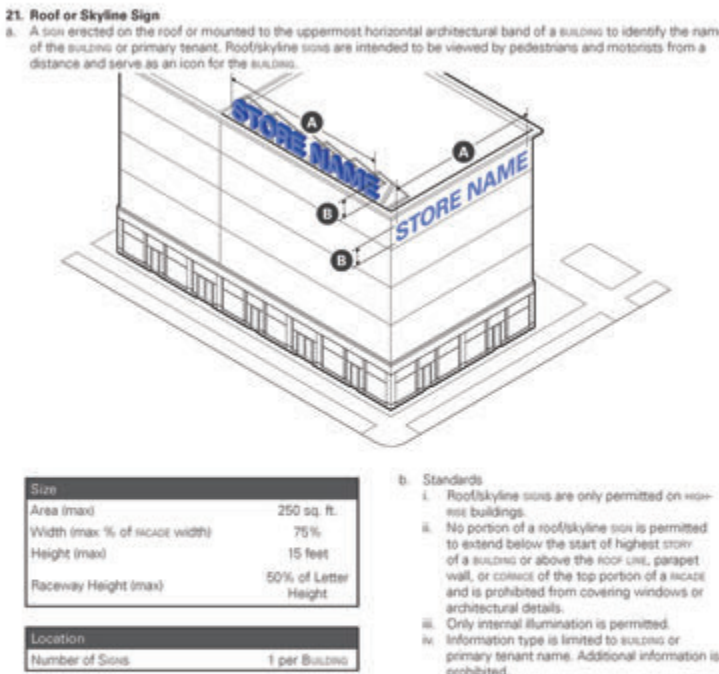 21. Roof or Skyline Sign
a. A SIGN erected on the roof or mounted to the uppermost horizontal architectural band of a BUILDING to identify the nam
of the BUILDING or primary tenant. Roof/skyline SIGNS are intended to be viewed by pedestrians and motorists from a
distance and serve as an icon for the BUILDING.
A
A
STORE NAME
STORE NAME
B
B
Size
Area (max) 250 sq. ft.
Width (max % of FACADE width) 75%
Height (max) 15 feet
Raceway Height (max) 50% of Letter
Height
Location
Number of SIGNS 1 per BUILDING
b. Standards
i. Roof/skyline SIGNS are only permitted on HIGH-
RISE buildings.
ii. No portion of a roof/skyline SIGN is permitted
to extend below the start of highest STORY
of a BUILDING or above the ROOF LINE, parapet
wall, or CORNICE of the top portion of a FACADE
and is prohibited from covering windows or
architectural details.
iii. Only internal illumination is permitted.
iv. Information type is limited to BUILDING or
primary tenant name. Additional information is
prohibited.